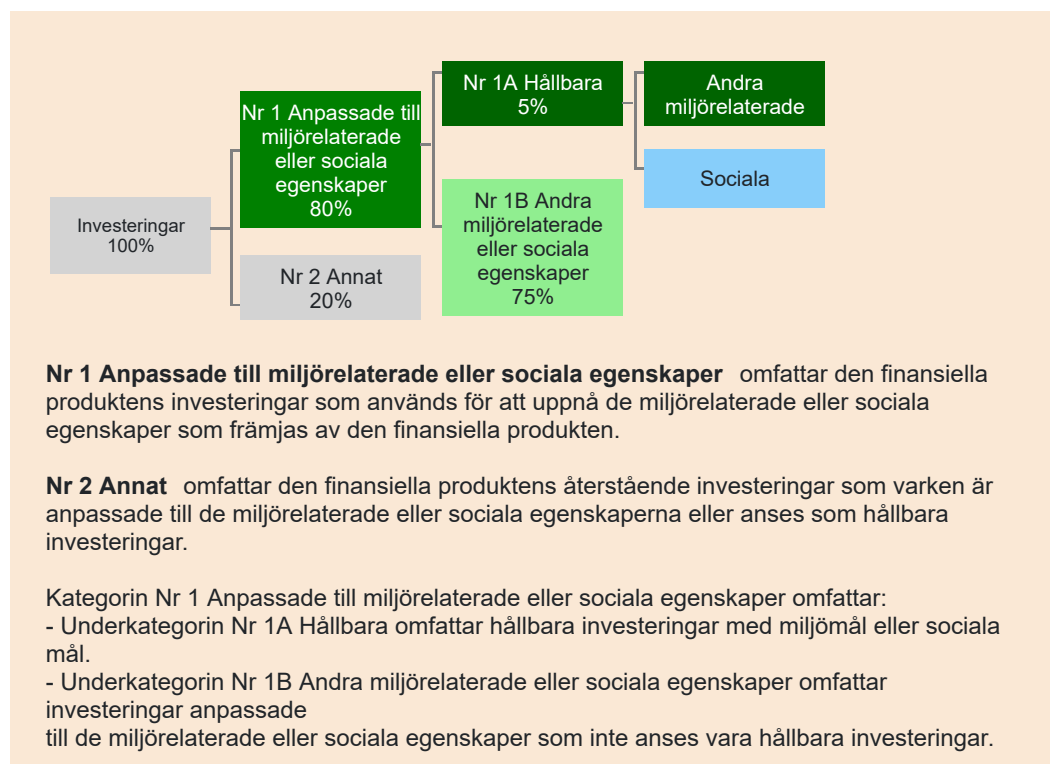 Investeringar
100%
Nr 1 Anpassade till
miljörelaterade
eller sociala
egenskaper
80%
Nr 2 Annat
20%
Nr 1A Hållbara
5%
Nr 1B Andra
miljörelaterade
eller sociala
egenskaper
75%
Andra
miljörelaterade
Sociala
Nr 1 Anpassade till miljörelaterade eller sociala egenskaper omfattar den finansiella
produktens investeringar som används för att uppnå de miljörelaterade eller sociala
egenskaper som främjas av den finansiella produkten.
Nr 2 Annat omfattar den finansiella produktens återstående investeringar som varken är
anpassade till de miljörelaterade eller sociala egenskaperna eller anses som hållbara
investeringar.
Kategorin Nr 1 Anpassade till miljörelaterade eller sociala egenskaper omfattar:
- Underkategorin Nr 1A Hållbara omfattar hållbara investeringar med miljömål eller sociala
mål.
- Underkategorin Nr 1B Andra miljörelaterade eller sociala egenskaper omfattar
investeringar anpassade
till de miljörelaterade eller sociala egenskaper som inte anses vara hållbara investeringar.